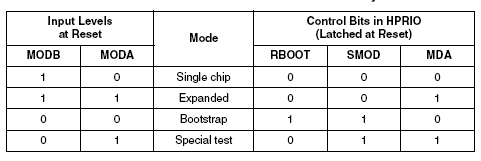 Input Levels
at Reset
Mode
Control Bits in HPRIO
(Latched at Reset)
MODB MODA RBOOT SMOD MDA
1 0 Single chip 0 0 0
1 1 Expanded 0 0 1
0 0 Bootstrap 1 1 0
0 1 Special test 0 1 1